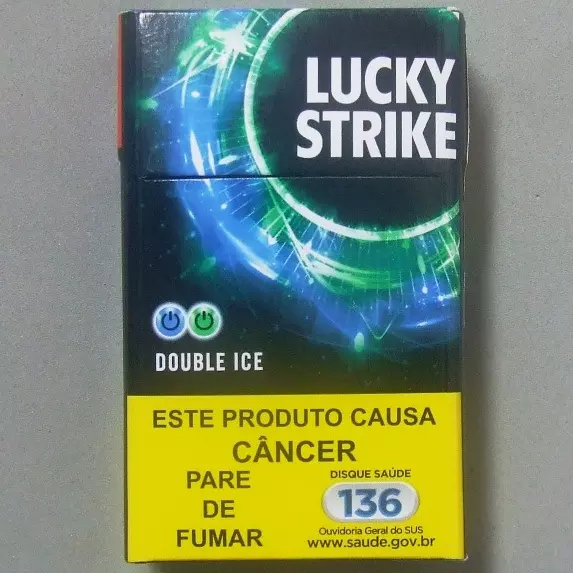 LUCKY
STRIKE
DOUBLE ICE
ESTE PRODUTO CAUSA
CÂNCER
PARE
DE
FUMAR
DISQUE SAÚDE
136
Ouvidoria Geral do SUS
www.saude.gov.br